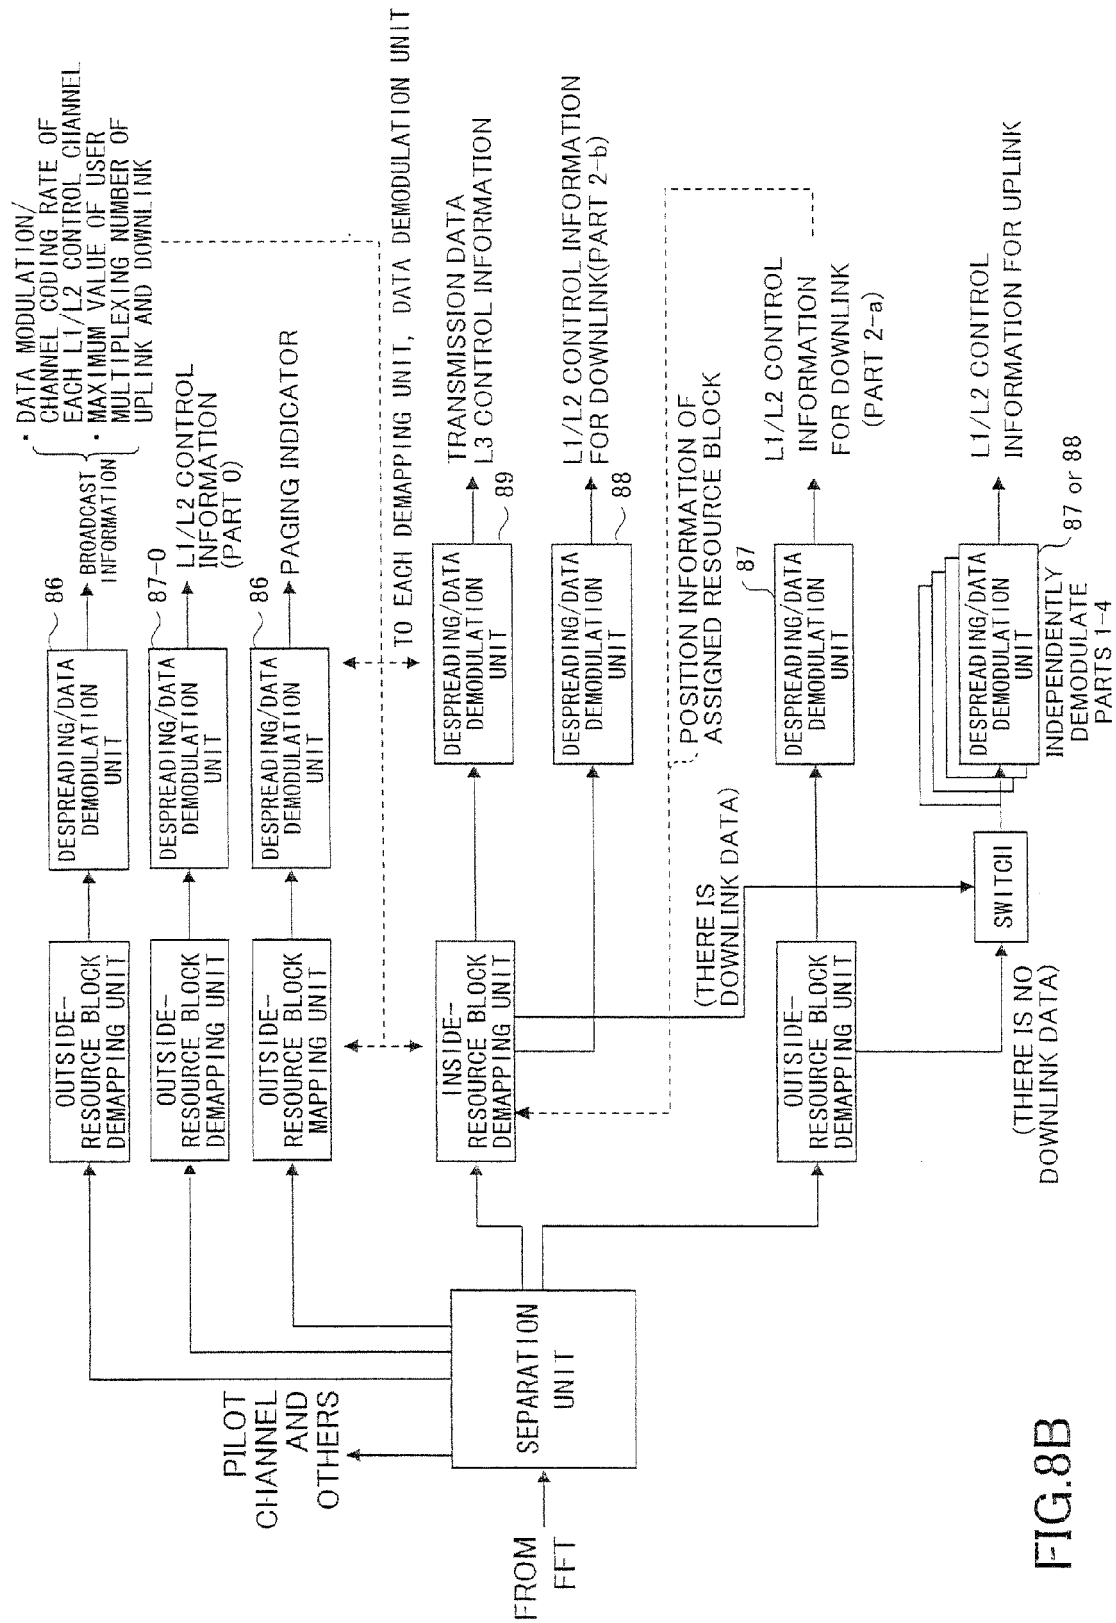 FROM
FFT
SEPARATION
UNIT
PILOT
CHANNEL
AND
OTHERS
OUTSIDE-
RESOURCE BLOCK
DEMAPPING UNIT
DESPREADING/DATA
DEMODULATION
UNIT
86
BROADCAST
INFORMATION
• DATA MODULATION/
CHANNEL CODING RATE OF
EACH L1/L2 CONTROL CHANNEL
• MAXIMUM VALUE OF USER
MULTIPLEXING NUMBER OF
UPLINK AND DOWNLINK
OUTSIDE-
RESOURCE BLOCK
DEMAPPING UNIT
DESPREADING/DATA
DEMODULATION
UNIT
87-0
L1/L2 CONTROL
INFORMATION
(PART 0)
OUTSIDE-
RESOURCE BLOCK
MAPPING UNIT
DESPREADING/DATA
DEMODULATION
UNIT
86
PAGING INDICATOR
TO EACH DEMAPPING UNIT, DATA DEMODULATION UNIT
INSIDE-
RESOURCE BLOCK
DEMAPPING UNIT
DESPREADING/DATA
DEMODULATION
UNIT
89
TRANSMISSION DATA
L3 CONTROL INFORMATION
DESPREADING/DATA
DEMODULATION
UNIT
88
L1/L2 CONTROL INFORMATION
FOR DOWNLINK(PART 2-b)
POSITION INFORMATION OF
ASSIGNED RESOURCE BLOCK
(THERE IS
DOWNLINK DATA)
OUTSIDE-
RESOURCE BLOCK
DEMAPPING UNIT
DESPREADING/DATA
DEMODULATION
UNIT
87
L1/L2 CONTROL
INFORMATION
FOR DOWNLINK
(PART 2-a)
(THERE IS NO
DOWNLINK DATA)
SWITCH
DESPREADING/DATA
DEMODULATION
UNIT
87 or 88
INDEPENDENTLY
DEMODULATE
PARTS 1-4
L1/L2 CONTROL
INFORMATION FOR UPLINK
FIG.8B